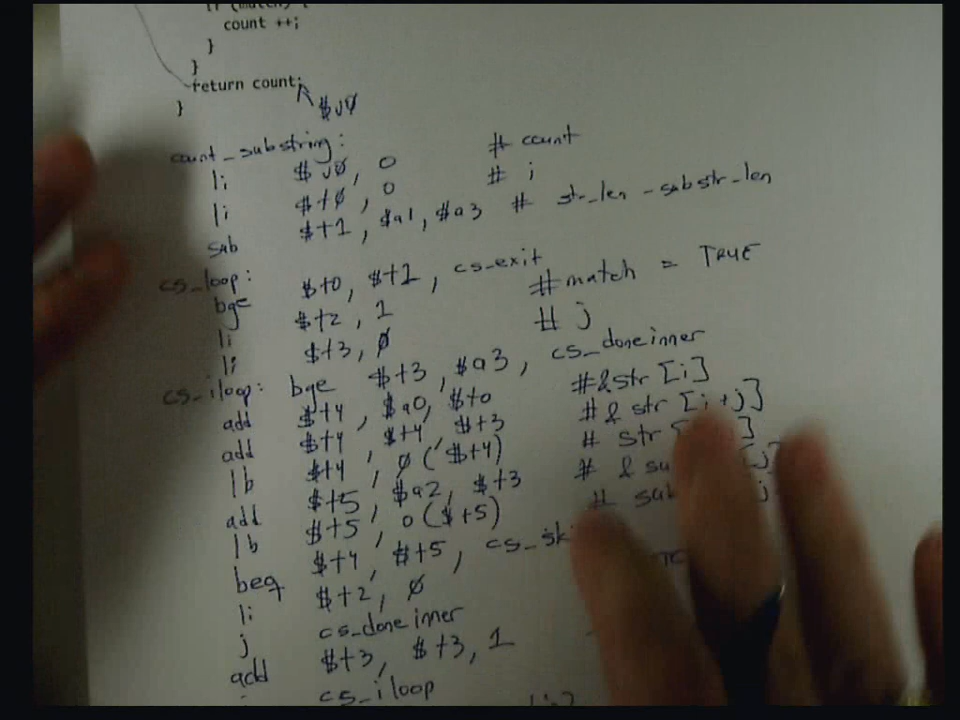 count ++;
}
}
return count;
}
$v0
count_substring:
li $v0, 0 # count
li $t0, 0 # i
sub $t1, $a1, $a3 # str_len - substr_len
cs_loop:
bge $t0, $t1, cs_exit
li $t2, 1 #match = TRUE
li $t3, 0 # j
cs_iloop: bge $t3, $a3, cs_doneinner
add $t4, $a0, $t0 #&str [i]
add $t4, $t4, $t3 # & str [i+j]
lb $t4, 0($t4) # str [
add $t5, $a2, $t3 # &
lb $t5, 0($t5) #
beq $t4, $t5,
li $t2, 0
j cs_doneinner
add $t3, $t3, 1
cs_iloop